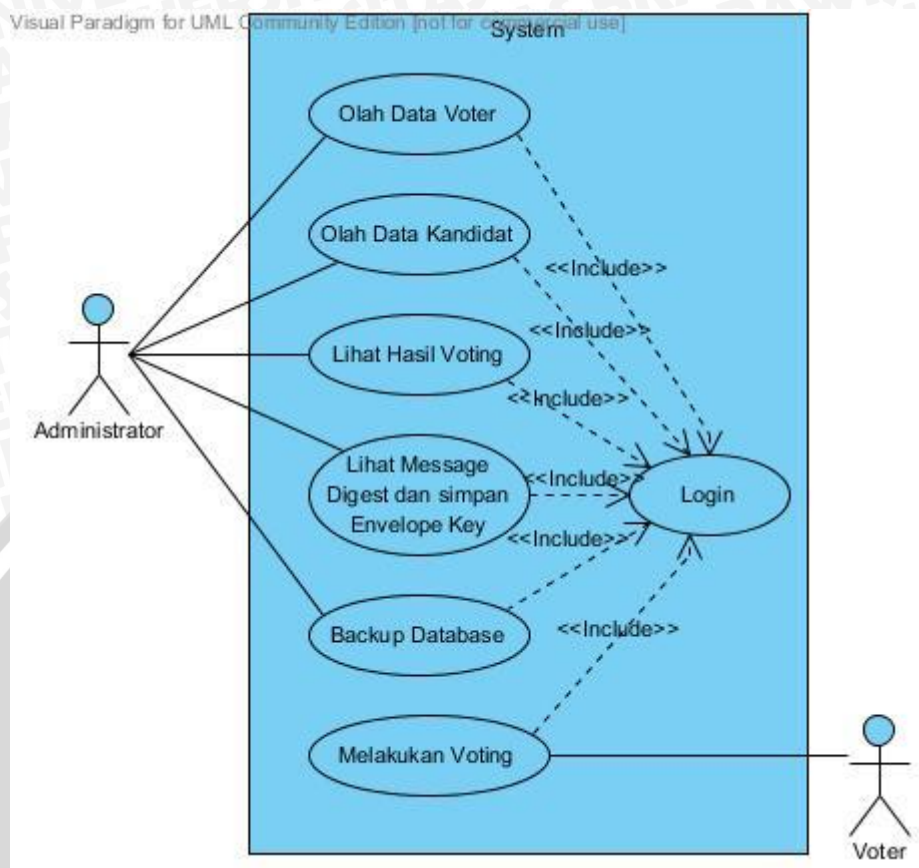 Visual Paradigm for UML Community Edition [not for commercial use]
System
Olah Data Voter
Olah Data Kandidat
<<Include>>
<<Include>>
Lihat Hasil Voting
<<Include>>
Administrator
Lihat Message
Digest dan simpan
Envelope Key
<<Include>>
Login
<<Include>>
Backup Database
<<Include>>
Melakukan Voting
Voter